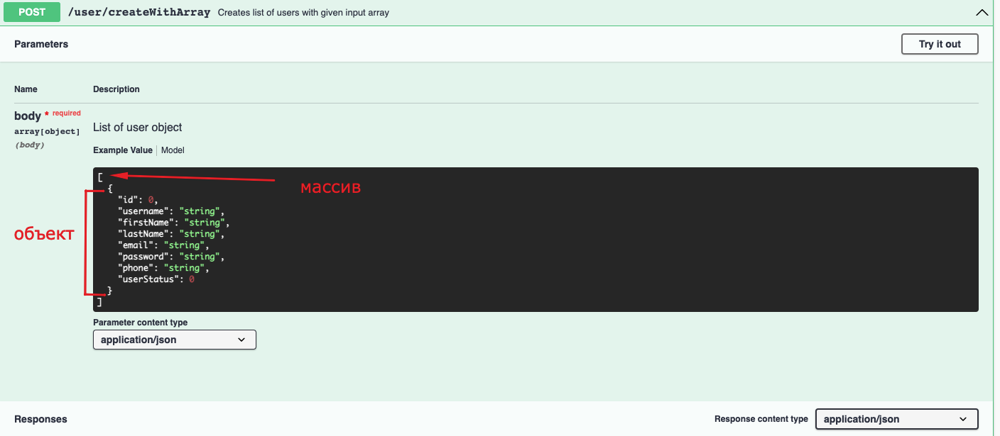 POST /user/createWithArray Creates list of users with given input array
Parameters Try it out
Name Description
body * required
array[object]
(body)
List of user object
Example Value Model
[
массив
{
"id": 0,
"username": "string",
"firstName": "string",
"lastName": "string",
объект
"email": "string",
"password": "string",
"phone": "string",
"userStatus": 0
}
]
Parameter content type
application/json
Responses Response content type application/json